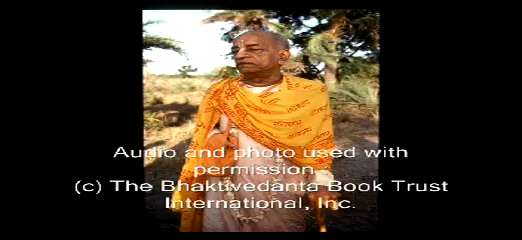 Audio and photo used with
permission.
(c) The Bhaktivedanta Book Trust
International, Inc.